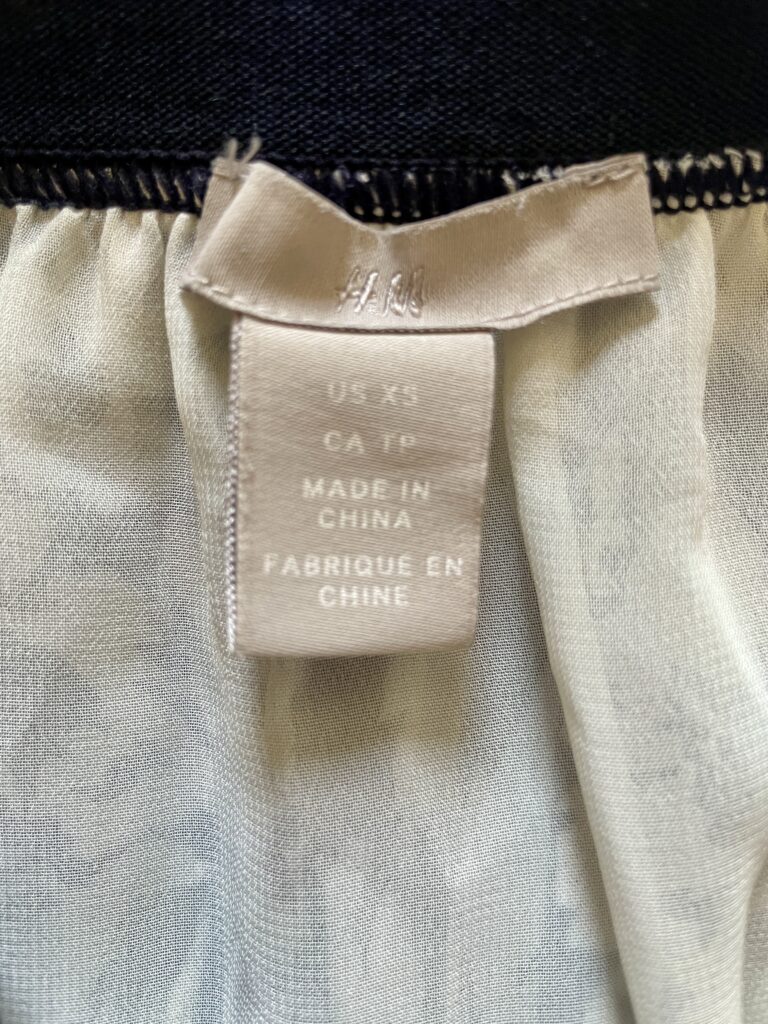 H&M
US XS
CA TP
MADE IN
CHINA
FABRIQUE EN
CHINE